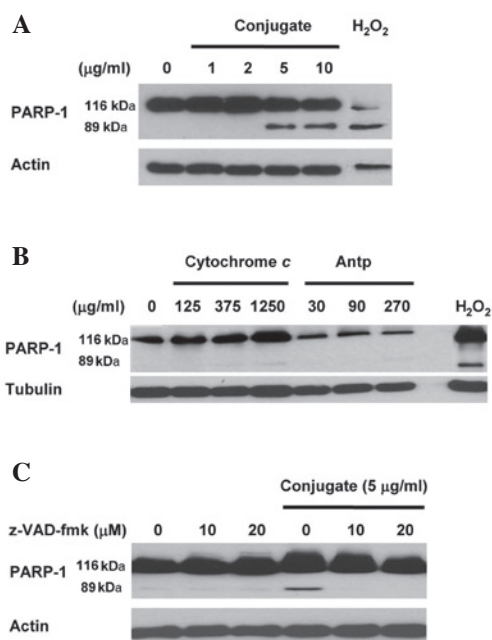 A
Conjugate H₂O₂
(µg/ml) 0 1 2 5 10
PARP-1 116 kDa
89 kDa
Actin
B
Cytochrome c Antp
(µg/ml) 0 125 375 1250 30 90 270 H₂O₂
PARP-1 116 kDa
89 kDa
Tubulin
C
Conjugate (5 µg/ml)
z-VAD-fmk (µM) 0 10 20 0 10 20
PARP-1 116 kDa
89 kDa
Actin